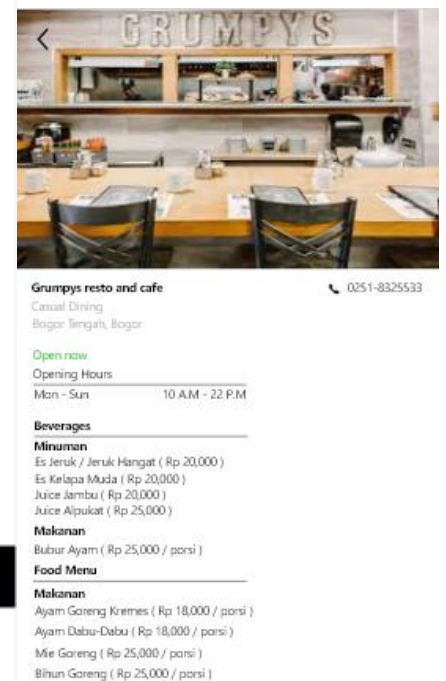 GRUMPYS
Grumpys resto and cafe 0251-8325533
Casual Dining
Bogor Tengah, Bogor
Open now
Opening Hours
Mon - Sun 10 A.M - 22 P.M
Beverages
Minuman
Es Jeruk / Jeruk Hangat ( Rp 20,000 )
Es Kelapa Muda ( Rp 20,000 )
Juice Jambu ( Rp 20,000 )
Juice Alpukat ( Rp 25,000 )
Makanan
Bubur Ayam ( Rp 25,000 / porsi )
Food Menu
Makanan
Ayam Goreng Kremes ( Rp 18,000 / porsi )
Ayam Dabu-Dabu ( Rp 18,000 / porsi )
Mie Goreng ( Rp 25,000 / porsi )
Bihun Goreng ( Rp 25,000 / porsi )